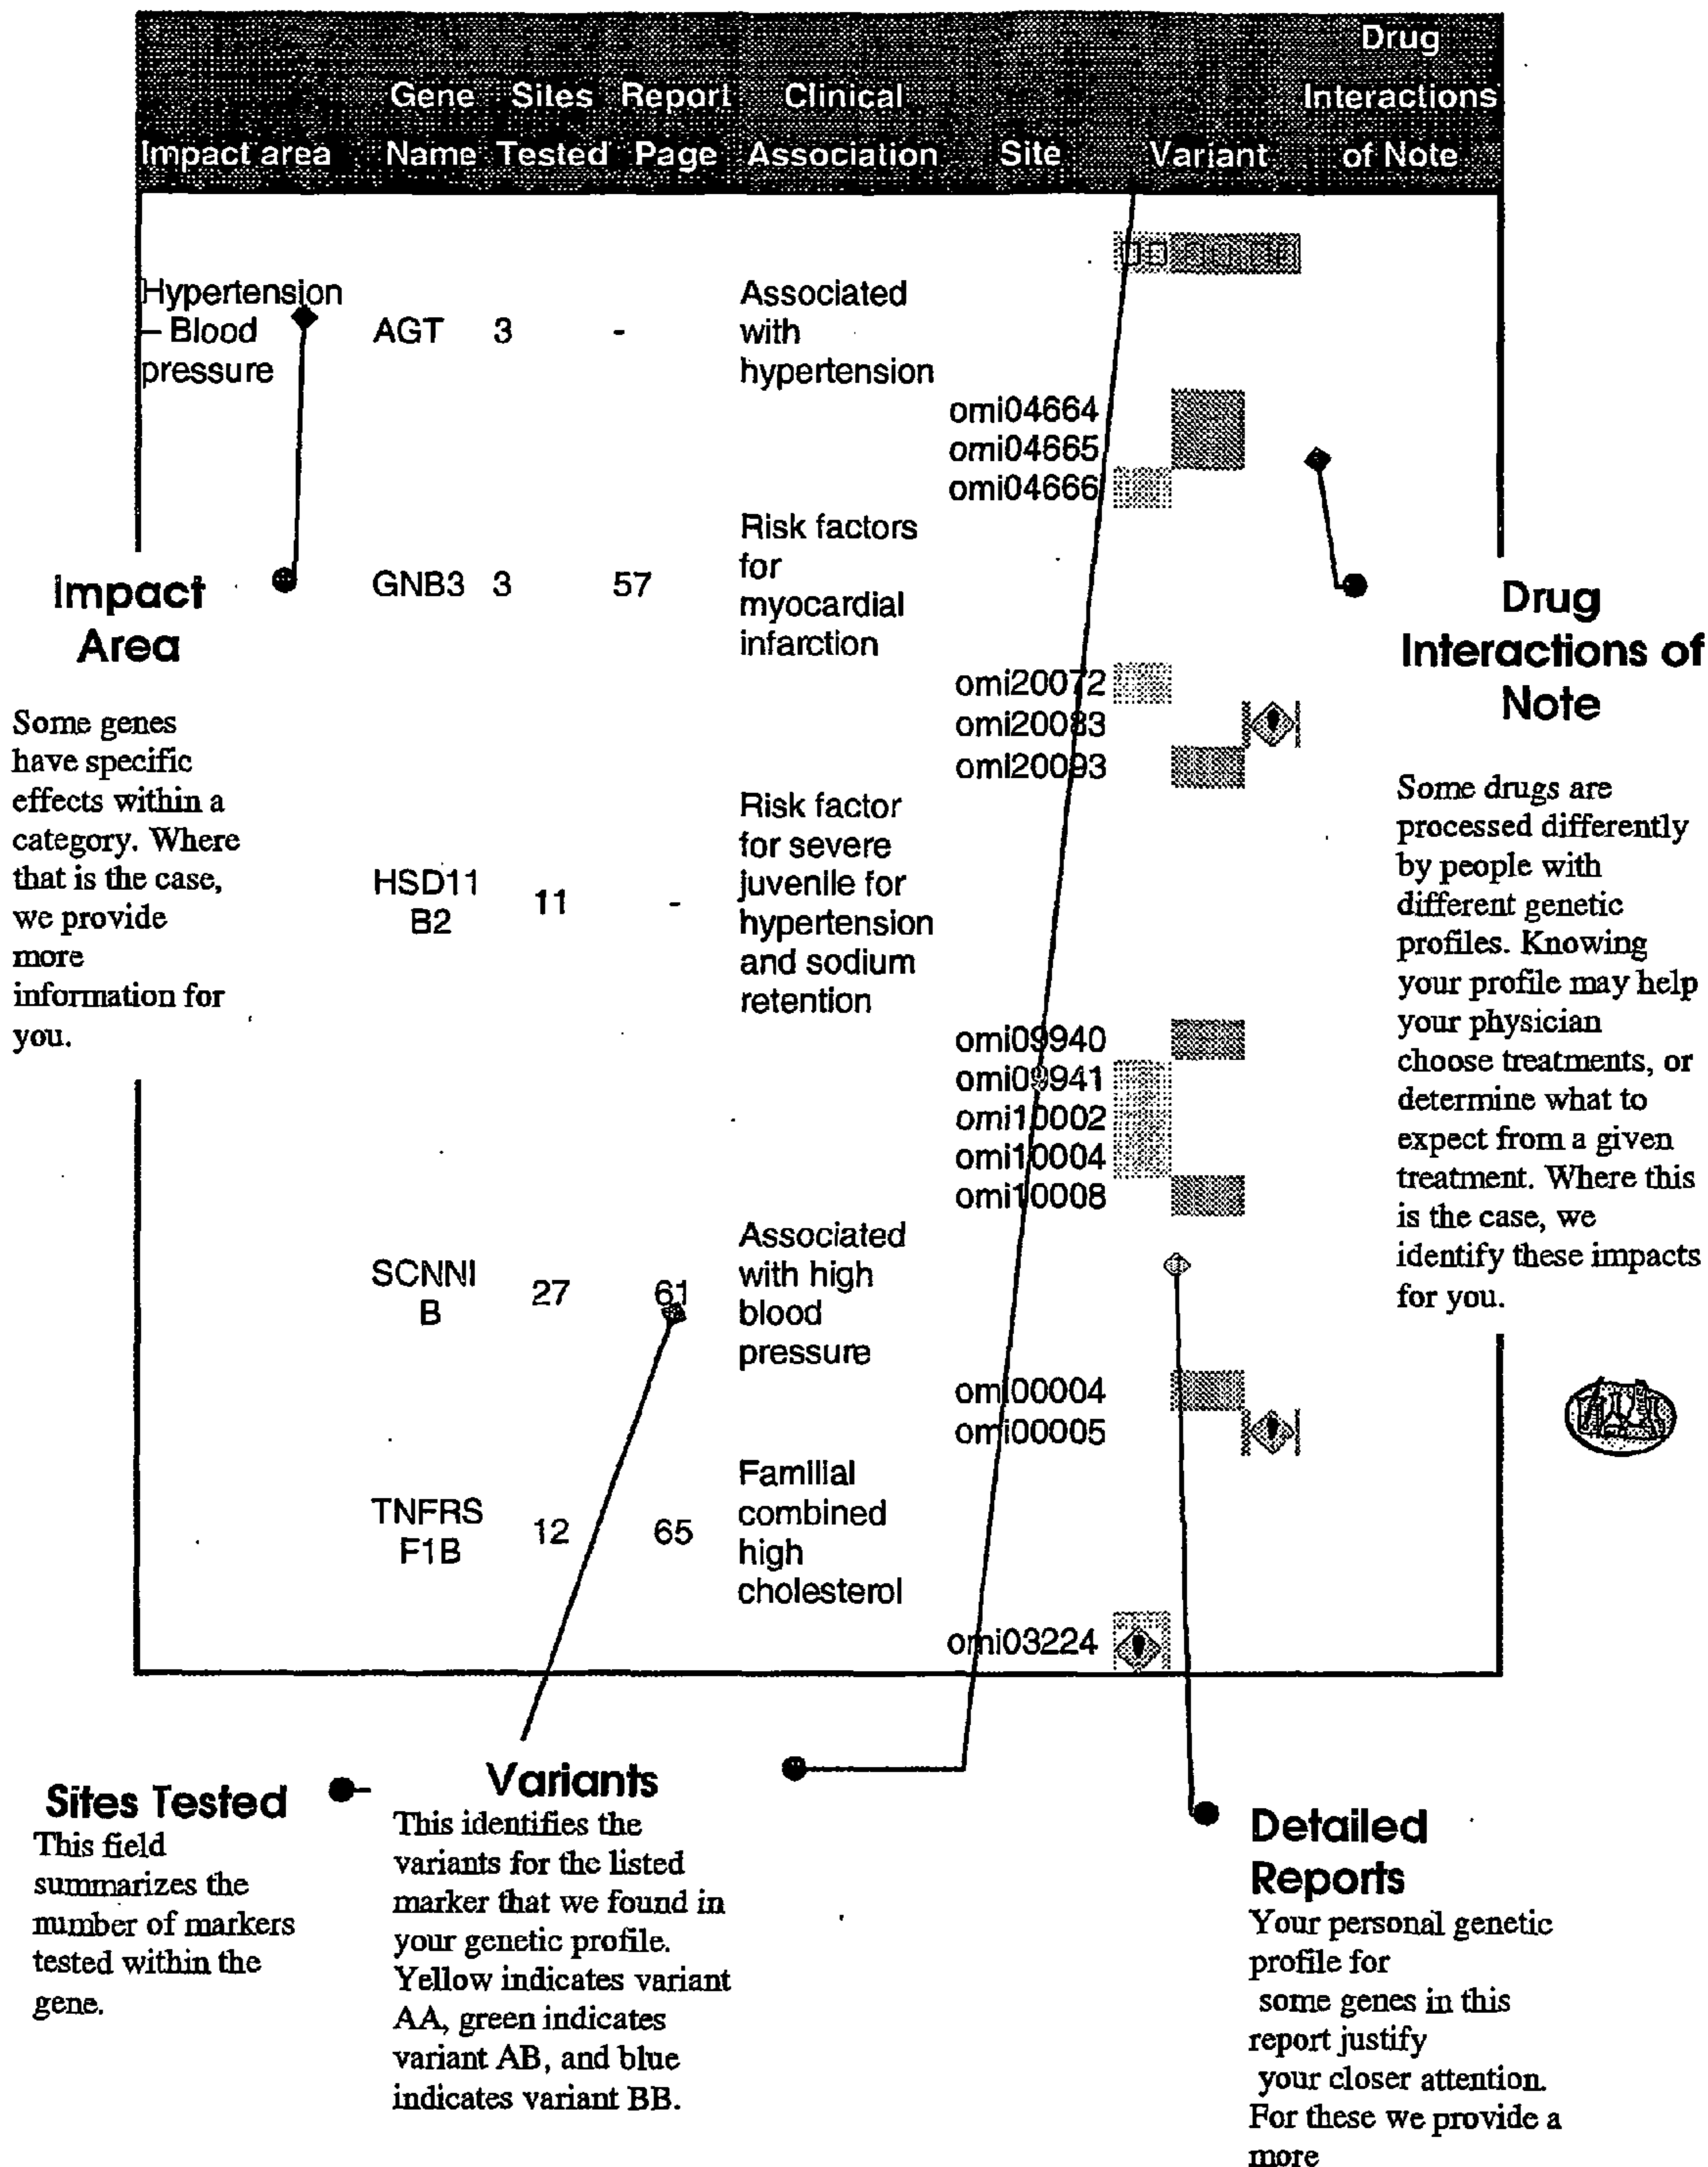 Drug
Gene Sites Report Clinical Interactions
Impact area Name Tested Page Association Site Variant of Note
Hypertension
– Blood
pressure
AGT 3 -
Associated
with
hypertension
omi04664
omi04665
omi04666
GNB3 3 57
Risk factors
for
myocardial
infarction
omi20072
omi20083
omi20093
HSD11
B2
11 -
Risk factor
for severe
juvenile for
hypertension
and sodium
retention
omi09940
omi09941
omi10002
omi10004
omi10008
SCNNI
B
27 61
Associated
with high
blood
pressure
omi00004
omi00005
TNFRS
F1B
12 65
Familial
combined
high
cholesterol
omi03224
Impact
Area
Some genes
have specific
effects within a
category. Where
that is the case,
we provide
more
information for
you.
Drug
Interactions of
Note
Some drugs are
processed differently
by people with
different genetic
profiles. Knowing
your profile may help
your physician
choose treatments, or
determine what to
expect from a given
treatment. Where this
is the case, we
identify these impacts
for you.
Sites Tested
This field
summarizes the
number of markers
tested within the
gene.
Variants
This identifies the
variants for the listed
marker that we found in
your genetic profile.
Yellow indicates variant
AA, green indicates
variant AB, and blue
indicates variant BB.
Detailed
Reports
Your personal genetic
profile for
some genes in this
report justify
your closer attention.
For these we provide a
more